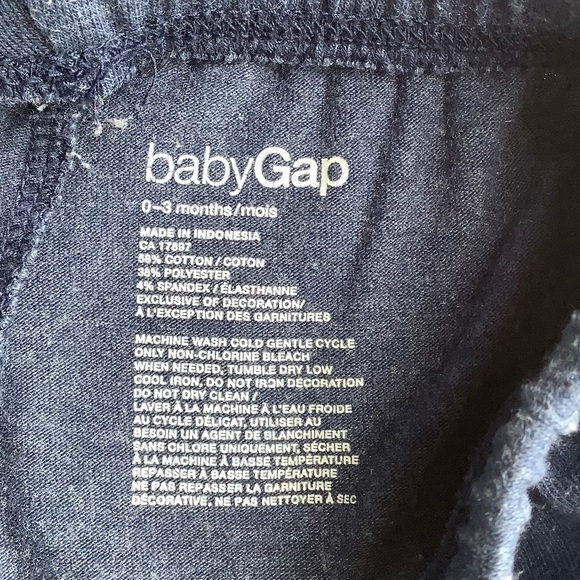 babyGap
0–3 months/mois
MADE IN INDONESIA
CA 17897
58% COTTON / COTON
38% POLYESTER
4% SPANDEX / ÉLASTHANNE
EXCLUSIVE OF DECORATION/
À L'EXCEPTION DES GARNITURES
MACHINE WASH COLD GENTLE CYCLE
ONLY NON-CHLORINE BLEACH
WHEN NEEDED, TUMBLE DRY LOW
COOL IRON, DO NOT IRON DECORATION
DO NOT DRY CLEAN /
LAVER À LA MACHINE À L'EAU FROIDE
AU CYCLE DÉLICAT, UTILISER AU
BESOIN UN AGENT DE BLANCHIMENT
SANS CHLORE UNIQUEMENT, SÉCHER
À LA MACHINE À BASSE TEMPÉRATURE
REPASSER À BASSE TEMPÉRATURE
NE PAS REPASSER LA GARNITURE
DÉCORATIVE, NE PAS NETTOYER À SEC